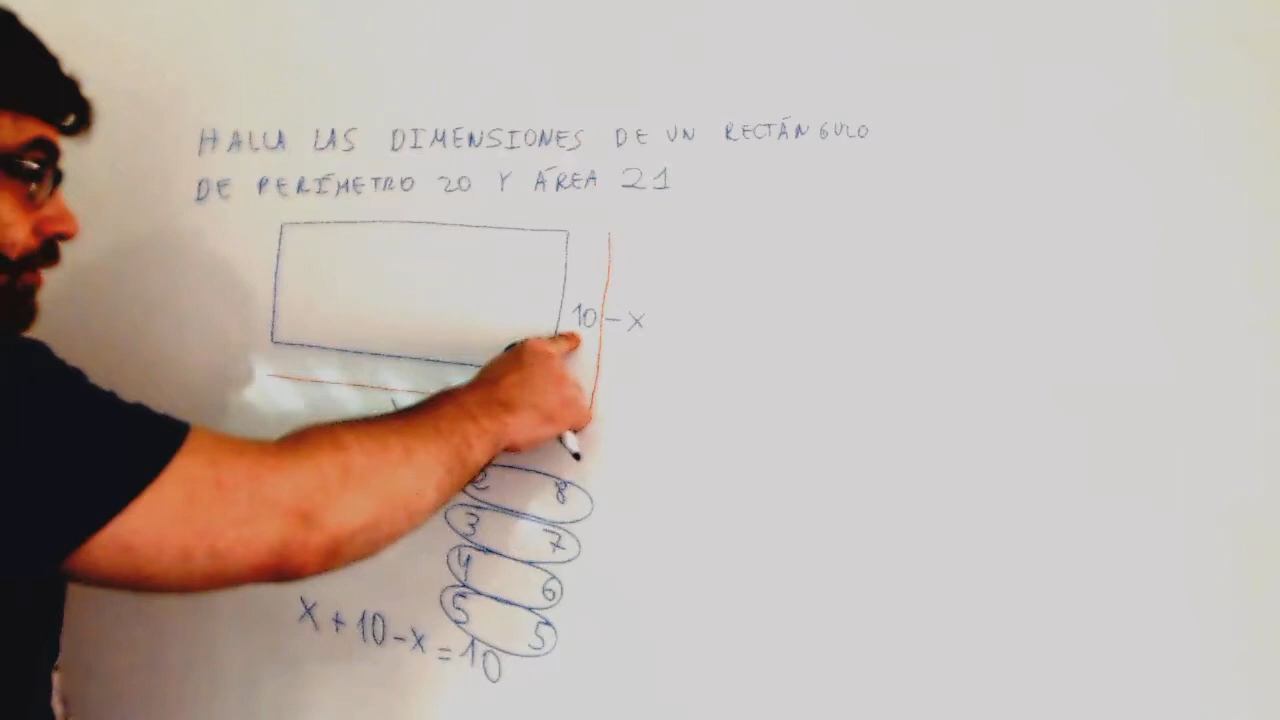 HALLA LAS DIMENSIONES DE UN RECTÁNGULO
DE PERÍMETRO 20 Y ÁREA 21
10 - x
2 8
3 7
4 6
5 5
x + 10 - x = 10